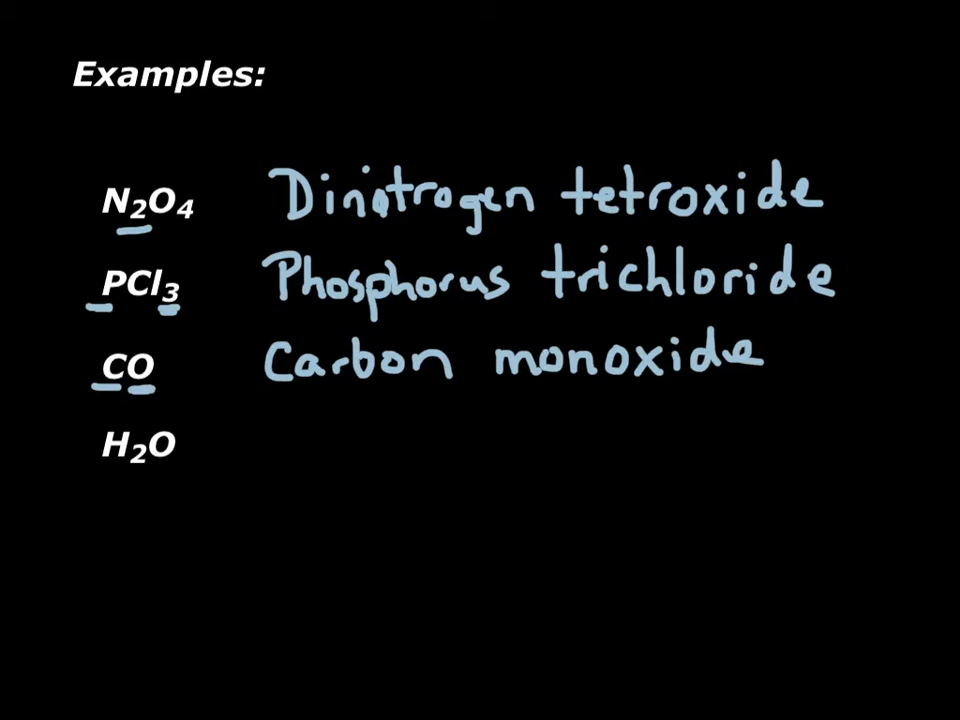 Examples:
N₂O₄ Dinitrogen tetroxide
PCl₃ Phosphorus trichloride
CO Carbon monoxide
H₂O